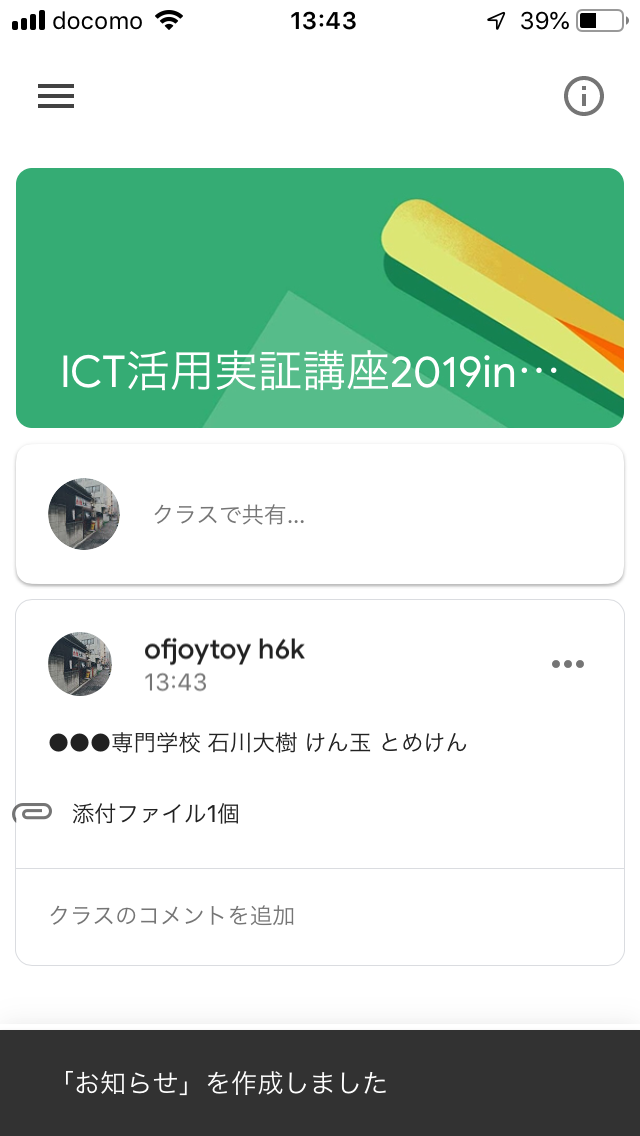 docomo 13:43 39%
ICT活用実証講座2019in…
クラスで共有...
ofjoytoy h6k
13:43
●●●専門学校 石川大樹 けん玉 とめけん
添付ファイル1個
クラスのコメントを追加
「お知らせ」を作成しました